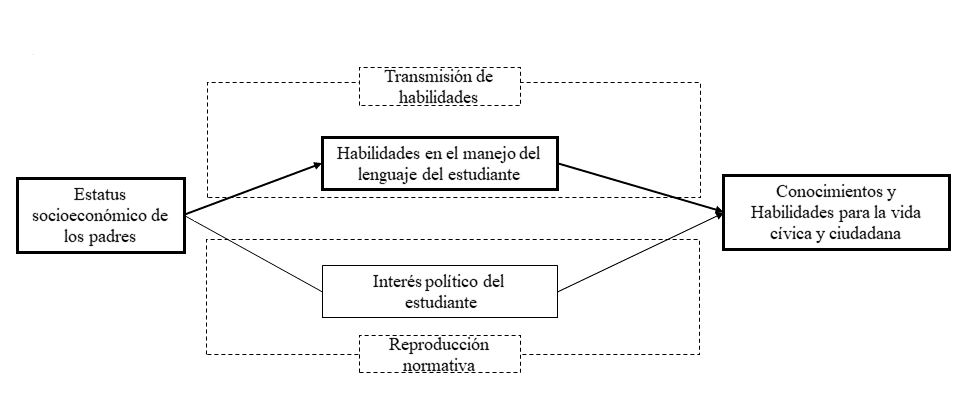 Transmisión de
habilidades
Habilidades en el manejo del
lenguaje del estudiante
Estatus
socioeconómico de
los padres
Conocimientos y
Habilidades para la vida
cívica y ciudadana
Interés político del
estudiante
Reproducción
normativa